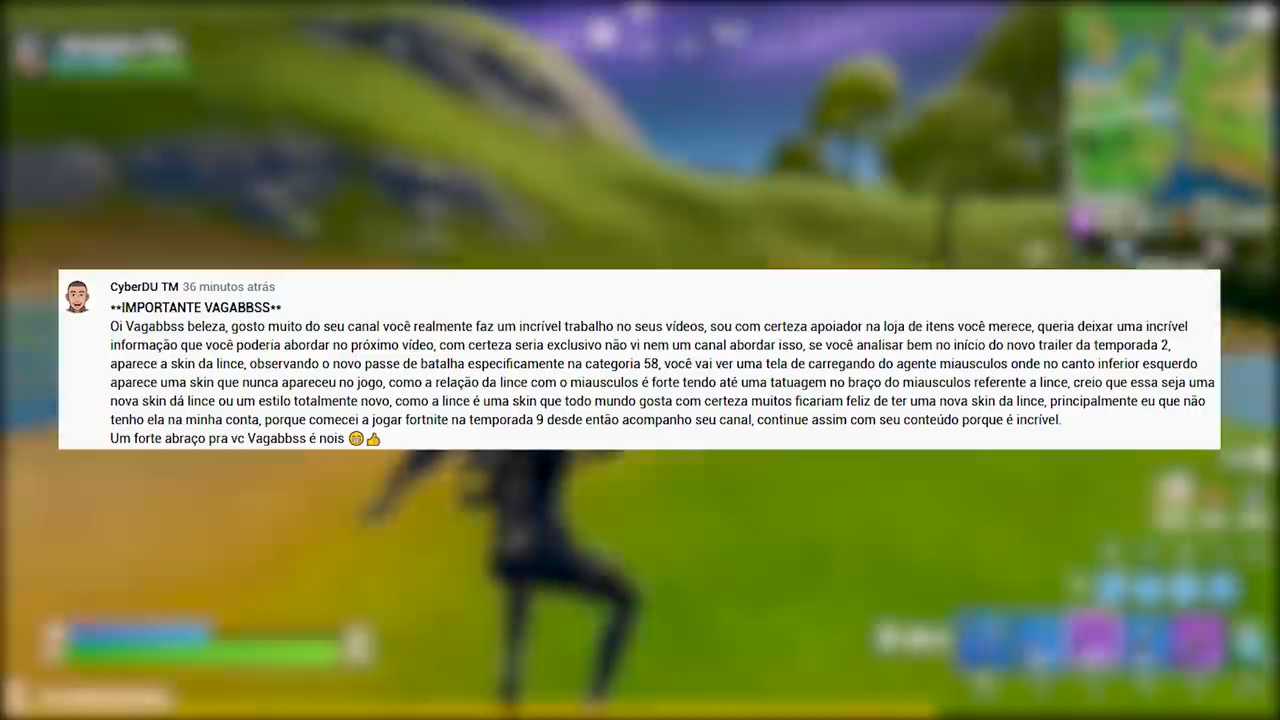 CyberDU TM 36 minutos atrás
**IMPORTANTE VAGABBSS**
Oi Vagabbss beleza, gosto muito do seu canal você realmente faz um incrível trabalho no seus vídeos, sou com certeza apoiador na loja de itens você merece, queria deixar uma incrível
informação que você poderia abordar no próximo vídeo, com certeza seria exclusivo não vi nem um canal abordar isso, se você analisar bem no início do novo trailer da temporada 2,
aparece a skin da lince, observando o novo passe de batalha específicamente na categoria 58, você vai ver uma tela de carregando do agente miausculos onde no canto inferior esquerdo
aparece uma skin que nunca apareceu no jogo, como a relação da lince com o miausculos é forte tendo até uma tatuagem no braço do miausculos referente a lince, creio que essa seja uma
nova skin dá lince ou um estilo totalmente novo, como a lince é uma skin que todo mundo gosta com certeza muitos ficariam feliz de ter uma nova skin da lince, principalmente eu que não
tenho ela na minha conta, porque comecei a jogar fortnite na temporada 9 desde então acompanho seu canal, continue assim com seu conteúdo porque é incrível.
Um forte abraço pra vc Vagabbss é nois 😁👍